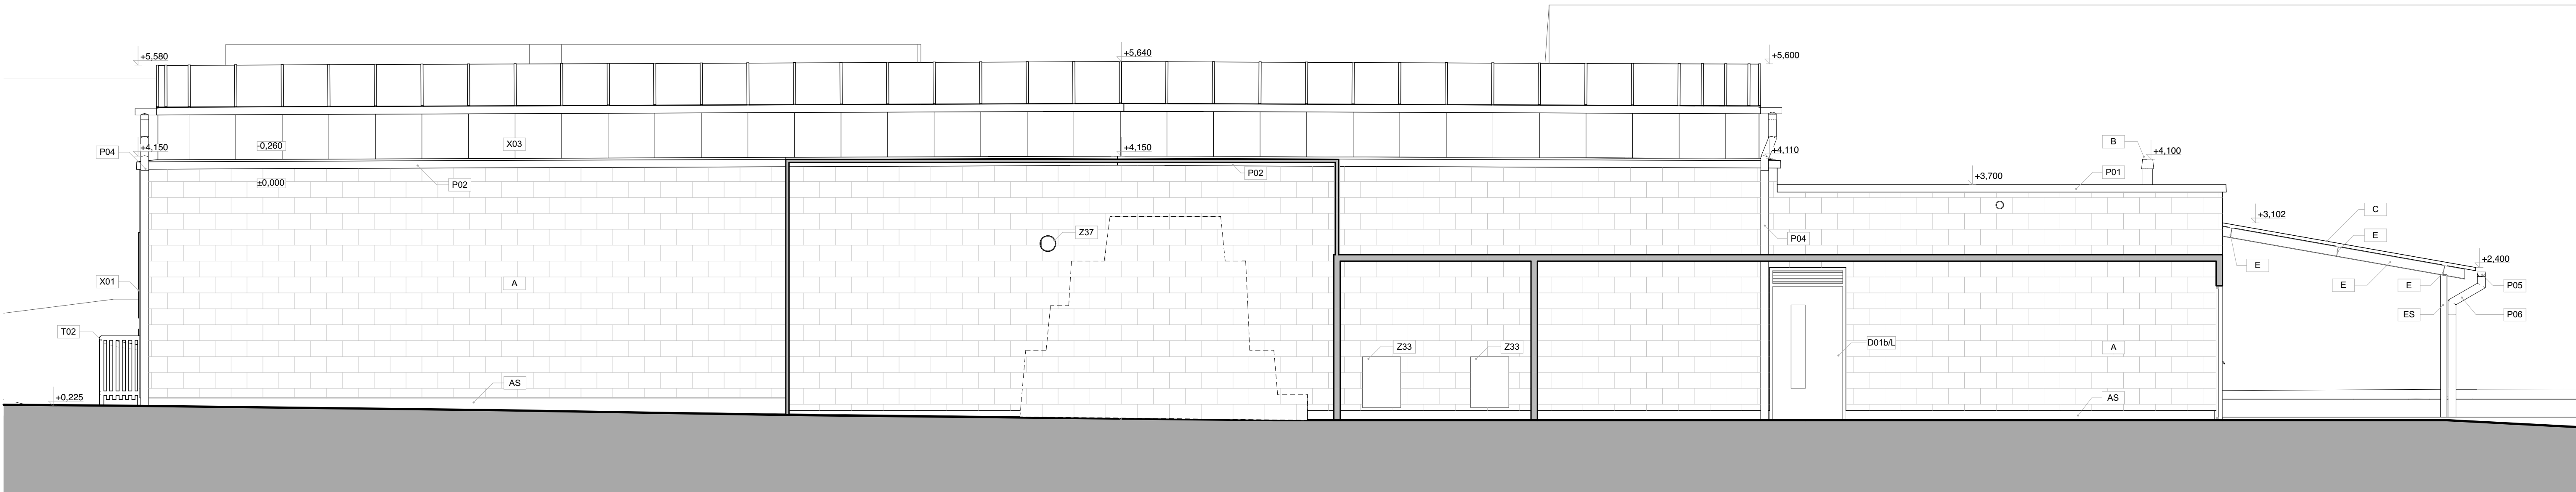 +5,580
+5,640
+5,600
P04
+4,150
-0,260
X03
+4,150
+4,110
B
+4,100
±0,000
P02
P02
+3,700
P01
+3,102
C
Z37
P04
E
E
+2,400
X01
A
E
E
P05
T02
ES
P06
Z33
Z33
D01b/L
A
AS
+0,225
AS